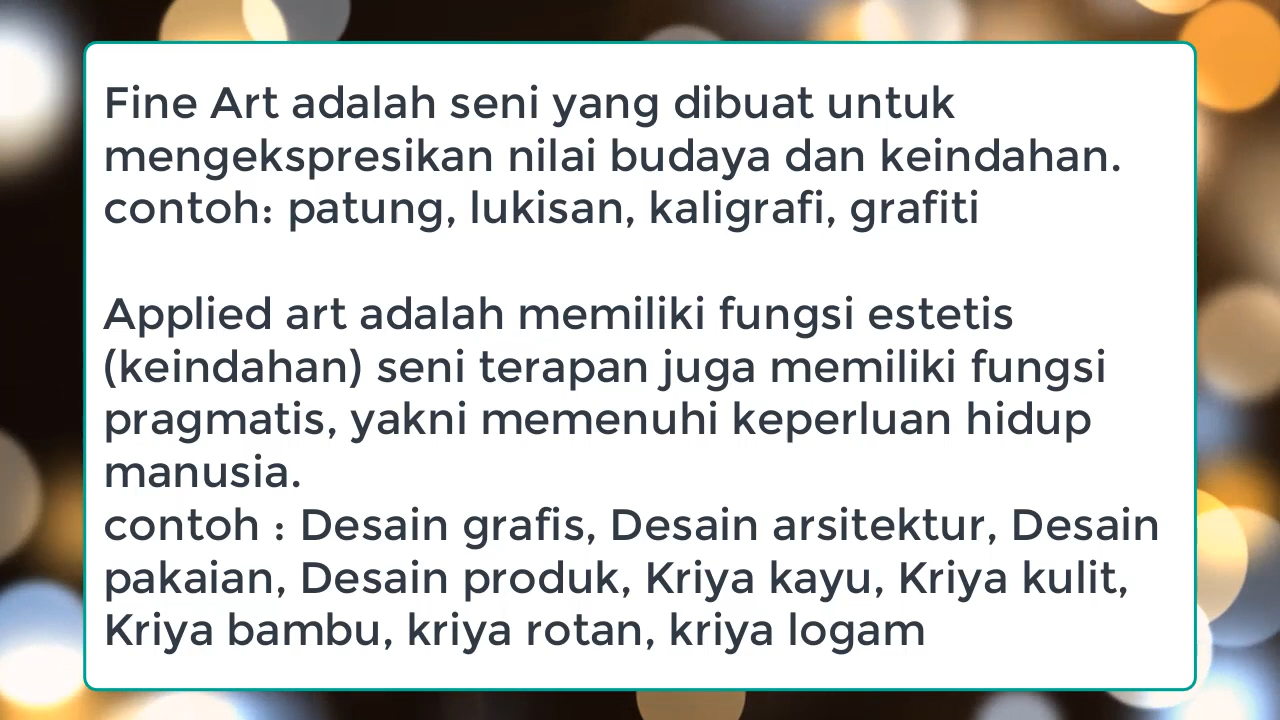 Fine Art adalah seni yang dibuat untuk
mengekspresikan nilai budaya dan keindahan.
contoh: patung, lukisan, kaligrafi, grafiti
Applied art adalah memiliki fungsi estetis
(keindahan) seni terapan juga memiliki fungsi
pragmatis, yakni memenuhi keperluan hidup
manusia.
contoh : Desain grafis, Desain arsitektur, Desain
pakaian, Desain produk, Kriya kayu, Kriya kulit,
Kriya bambu, kriya rotan, kriya logam